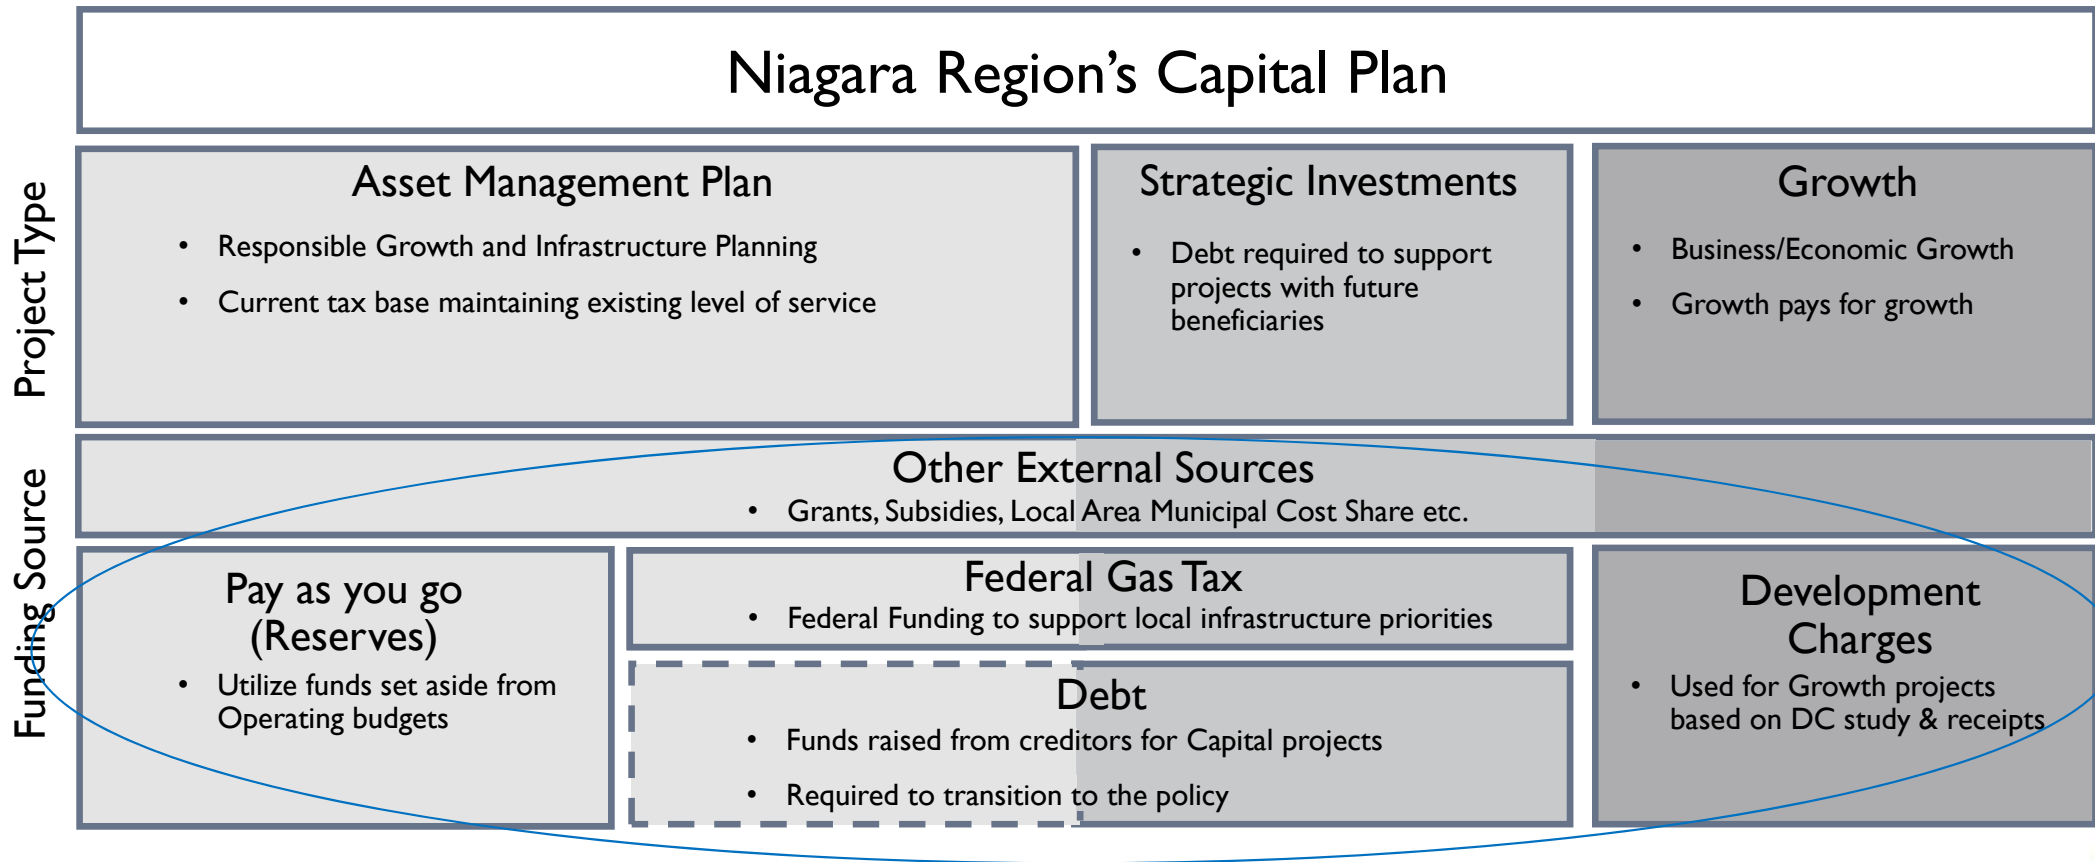 Niagara Region’s Capital Plan
Project Type
Asset Management Plan
• Responsible Growth and Infrastructure Planning
• Current tax base maintaining existing level of service
Strategic Investments
• Debt required to support
projects with future
beneficiaries
Growth
• Business/Economic Growth
• Growth pays for growth
Funding Source
Other External Sources
• Grants, Subsidies, Local Area Municipal Cost Share etc.
Pay as you go
(Reserves)
• Utilize funds set aside from
Operating budgets
Federal Gas Tax
• Federal Funding to support local infrastructure priorities
Debt
• Funds raised from creditors for Capital projects
• Required to transition to the policy
Development
Charges
• Used for Growth projects
based on DC study & receipts